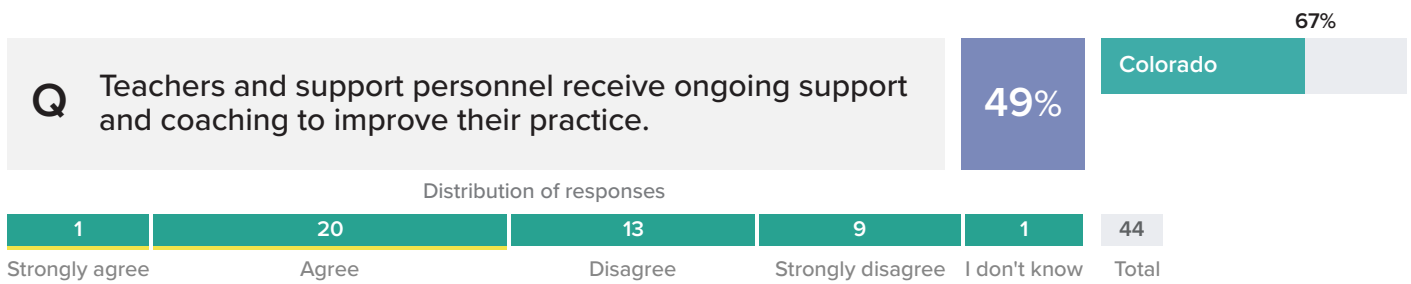 67%
Q
Teachers and support personnel receive ongoing support
and coaching to improve their practice.
49%
Colorado
Distribution of responses
1 20 13 9 1 44
Strongly agree Agree Disagree Strongly disagree I don't know Total